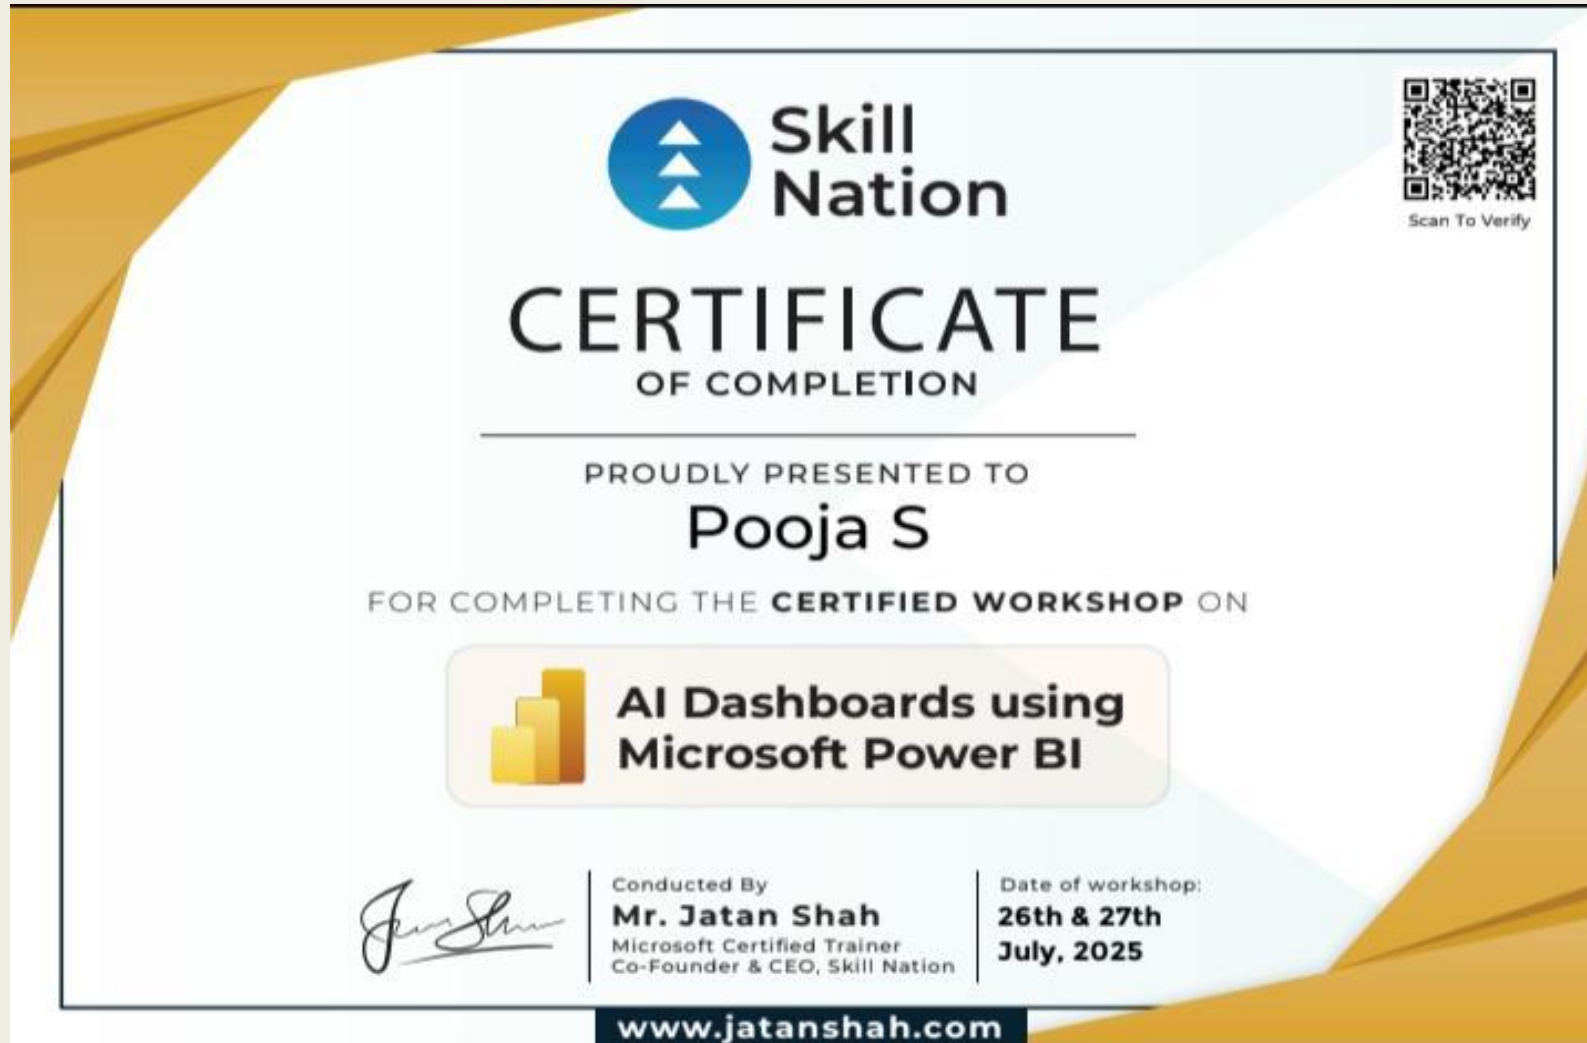 Skill
Nation
Scan To Verify
CERTIFICATE
OF COMPLETION
PROUDLY PRESENTED TO
Pooja S
FOR COMPLETING THE CERTIFIED WORKSHOP ON
AI Dashboards using
Microsoft Power BI
Conducted By
Mr. Jatan Shah
Microsoft Certified Trainer
Co-Founder & CEO, Skill Nation
Date of workshop:
26th & 27th
July, 2025
www.jatanshah.com